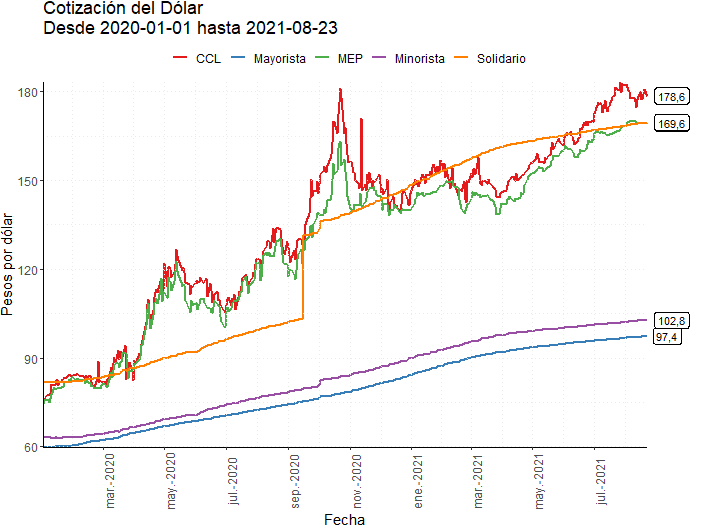 Cotización del Dólar
Desde 2020-01-01 hasta 2021-08-23
CCL Mayorista MEP Minorista Solidario
Pesos por dólar
180
150
120
90
60
178,6
169,6
102,8
97,4
mar.-2020
may.-2020
jul.-2020
sep.-2020
nov.-2020
ene.-2021
mar.-2021
may.-2021
jul.-2021
Fecha